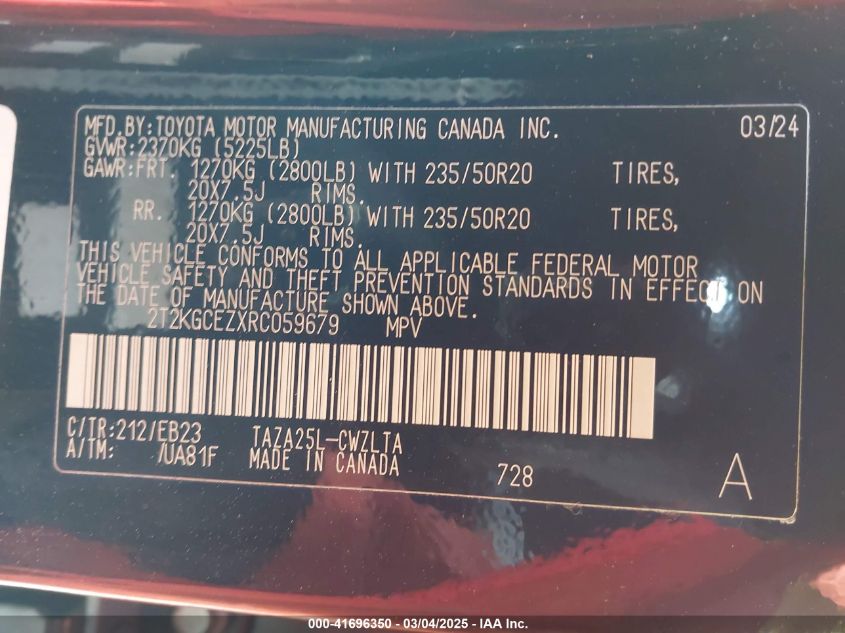 MFD.BY:TOYOTA MOTOR MANUFACTURING CANADA INC. 03/24
GVWR:2370KG (5225LB)
GAWR:FRT. 1270KG (2800LB) WITH 235/50R20 TIRES,
20X7.5J RIMS.
RR. 1270KG (2800LB) WITH 235/50R20 TIRES,
20X7.5J RIMS.
THIS VEHICLE CONFORMS TO ALL APPLICABLE FEDERAL MOTOR
VEHICLE SAFETY AND THEFT PREVENTION STANDARDS IN EFFECT ON
THE DATE OF MANUFACTURE SHOWN ABOVE.
2T2KGCEZXRC059679 MPV
C/TR:212/EB23 TAZA25L-CWZLTA
A/TM: /UA81F MADE IN CANADA 728 A
000-41696350 - 03/04/2025 - IAA Inc.